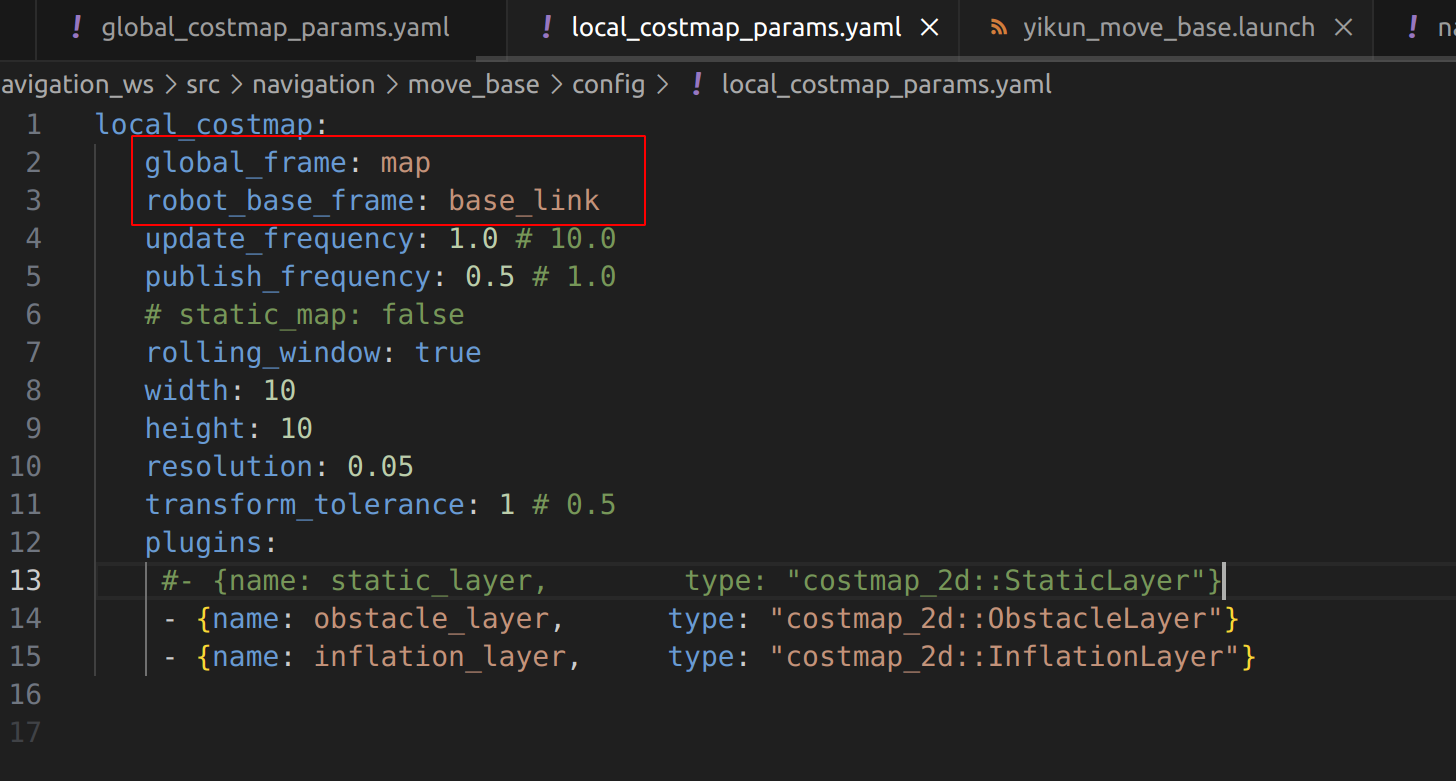 ! global_costmap_params.yaml ! local_costmap_params.yaml × yikun_move_base.launch × !
avigation_ws > src > navigation > move_base > config > ! local_costmap_params.yaml
1 local_costmap:
2 global_frame: map
3 robot_base_frame: base_link
4 update_frequency: 1.0 # 10.0
5 publish_frequency: 0.5 # 1.0
6 # static_map: false
7 rolling_window: true
8 width: 10
9 height: 10
10 resolution: 0.05
11 transform_tolerance: 1 # 0.5
12 plugins:
13 #- {name: static_layer, type: "costmap_2d::StaticLayer"}
14 - {name: obstacle_layer, type: "costmap_2d::ObstacleLayer"}
15 - {name: inflation_layer, type: "costmap_2d::InflationLayer"}
16
17